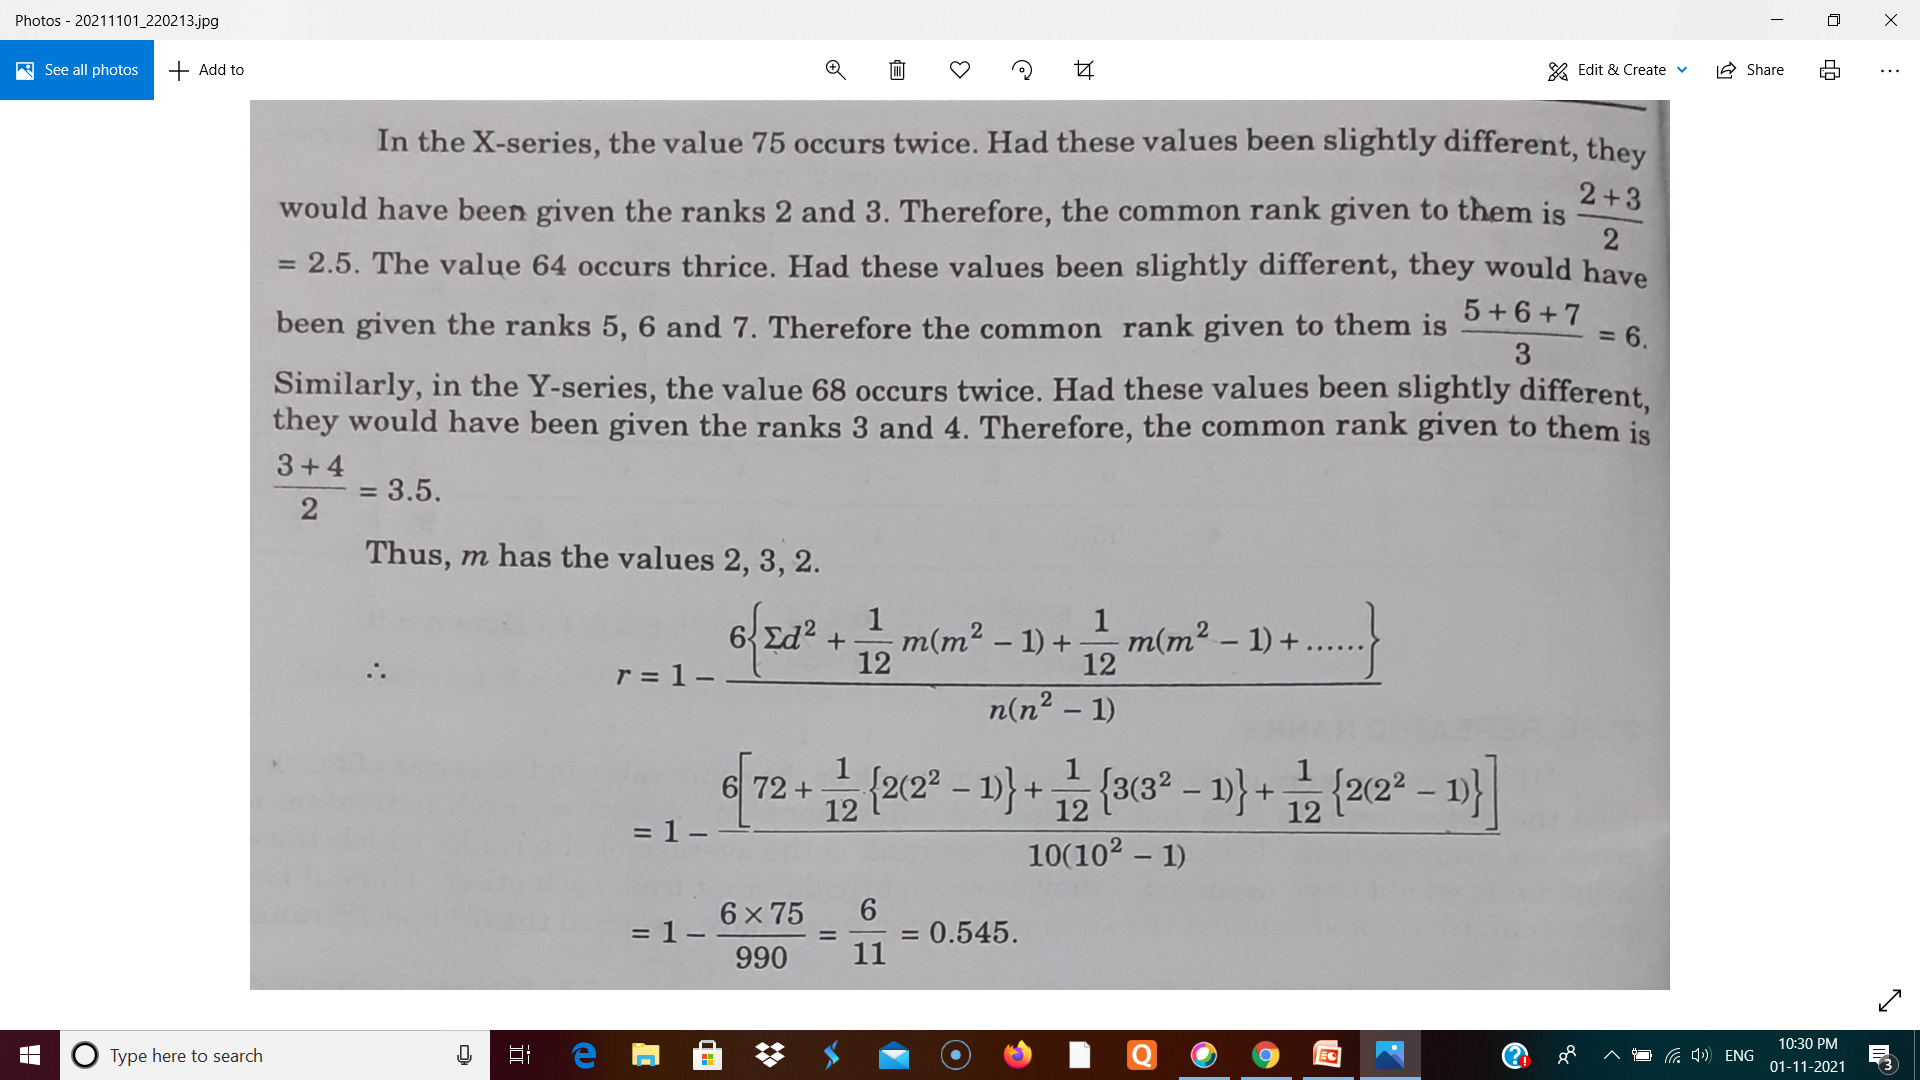 Photos - 20211101_220213.jpg
See all photos
Add to
Edit & Create
Share
In the X-series, the value 75 occurs twice. Had these values been slightly different, they
would have been given the ranks 2 and 3. Therefore, the common rank given to them is (2 + 3)/2
= 2.5. The value 64 occurs thrice. Had these values been slightly different, they would have
been given the ranks 5, 6 and 7. Therefore the common rank given to them is (5 + 6 + 7)/3 = 6.
Similarly, in the Y-series, the value 68 occurs twice. Had these values been slightly different,
they would have been given the ranks 3 and 4. Therefore, the common rank given to them is
(3 + 4)/2 = 3.5.
Thus, m has the values 2, 3, 2.
∴ r = 1 – 6{Σd² + 1/12 m(m² – 1) + 1/12 m(m² – 1) + ......} / n(n² – 1)
= 1 – 6[72 + 1/12 {2(2² – 1)} + 1/12 {3(3² – 1)} + 1/12 {2(2² – 1)}] / 10(10² – 1)
= 1 – (6 × 75)/990 = 6/11 = 0.545.
Type here to search
ENG
10:30 PM
01-11-2021
3